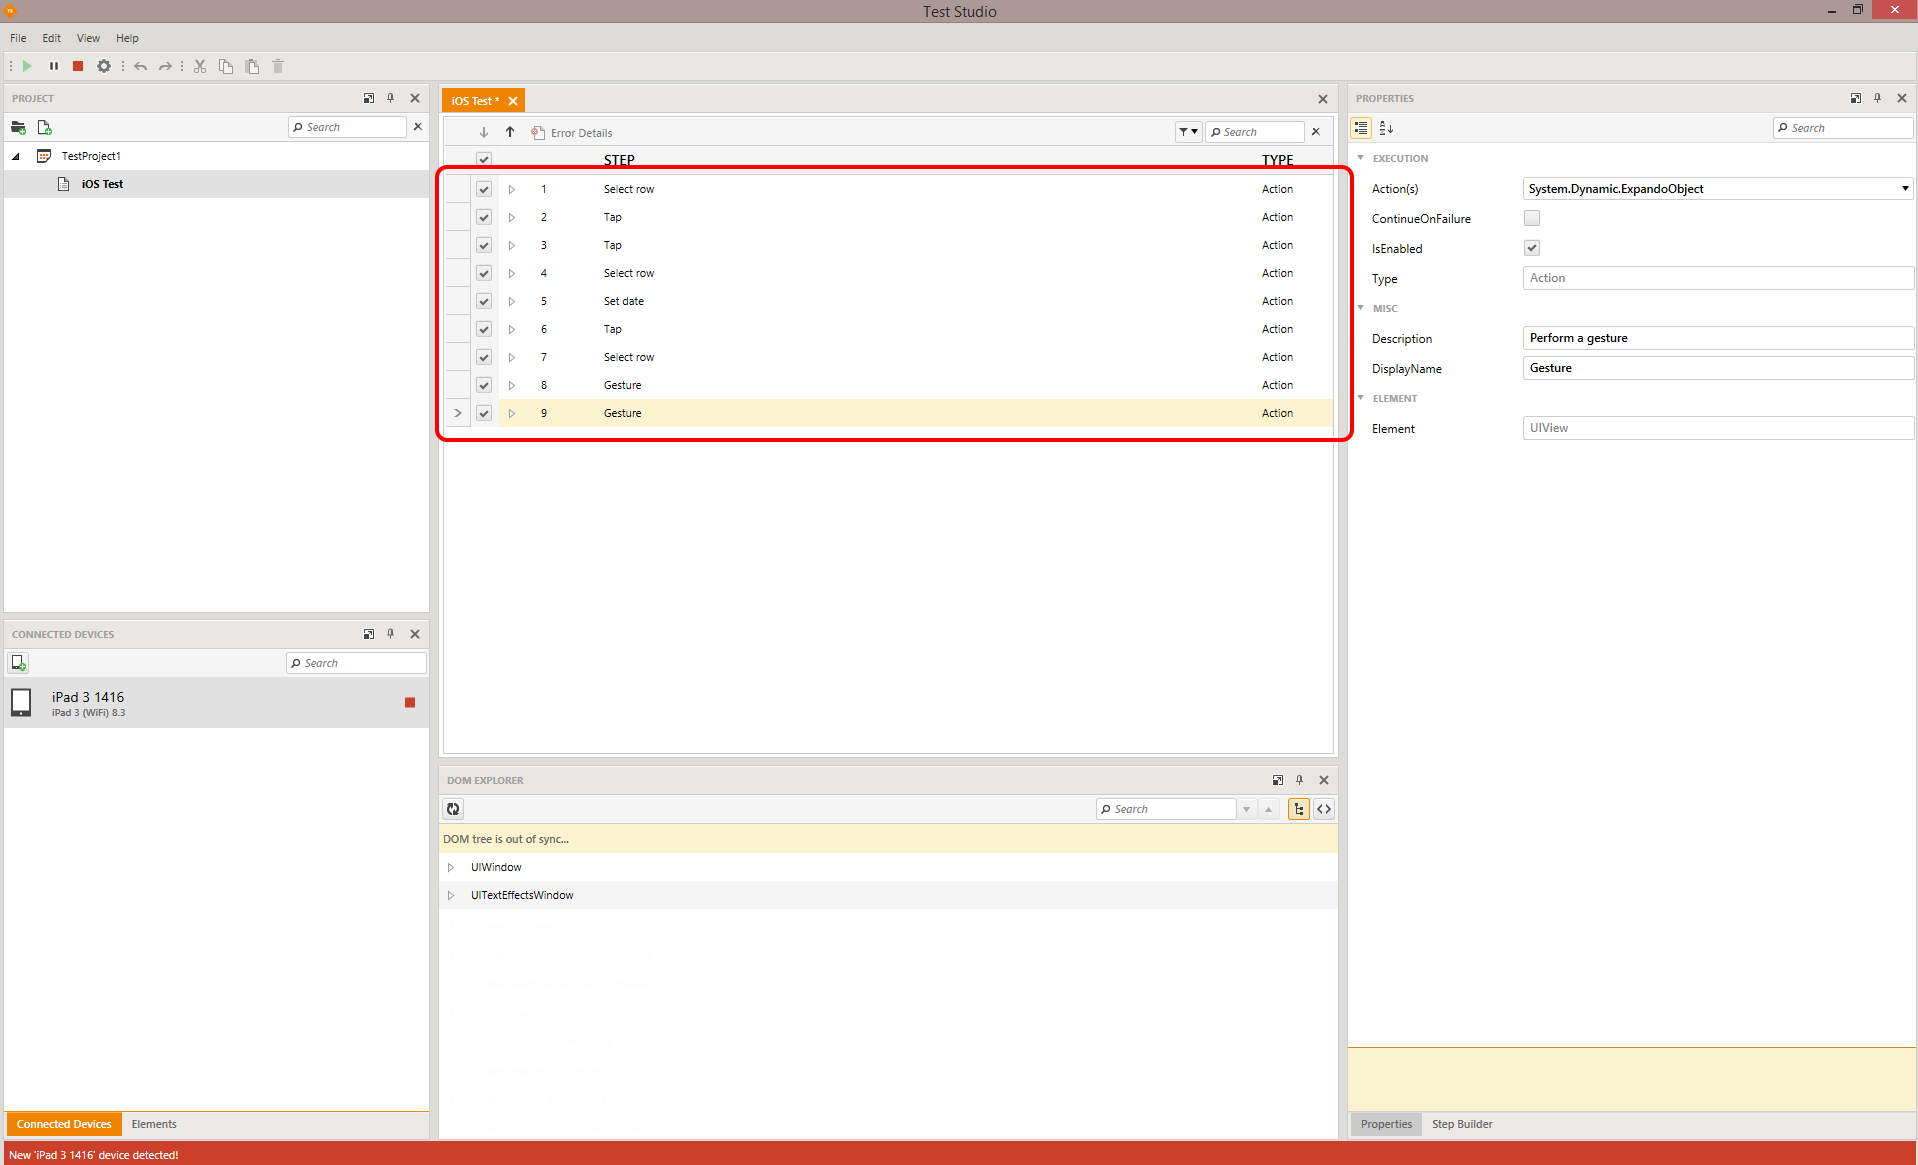 Test Studio
File Edit View Help
PROJECT
Search
TestProject1
iOS Test
CONNECTED DEVICES
Search
iPad 3 1416
iPad 3 (WiFi) 8.3
Connected Devices Elements
iOS Test *
Error Details
Search
STEP TYPE
1 Select row Action
2 Tap Action
3 Tap Action
4 Select row Action
5 Set date Action
6 Tap Action
7 Select row Action
8 Gesture Action
9 Gesture Action
DOM EXPLORER
Search
DOM tree is out of sync...
UIWindow
UITextEffectsWindow
PROPERTIES
Search
EXECUTION
Action(s) System.Dynamic.ExpandoObject
ContinueOnFailure
IsEnabled
Type Action
MISC
Description Perform a gesture
DisplayName Gesture
ELEMENT
Element UIView
Properties Step Builder
New 'iPad 3 1416' device detected!